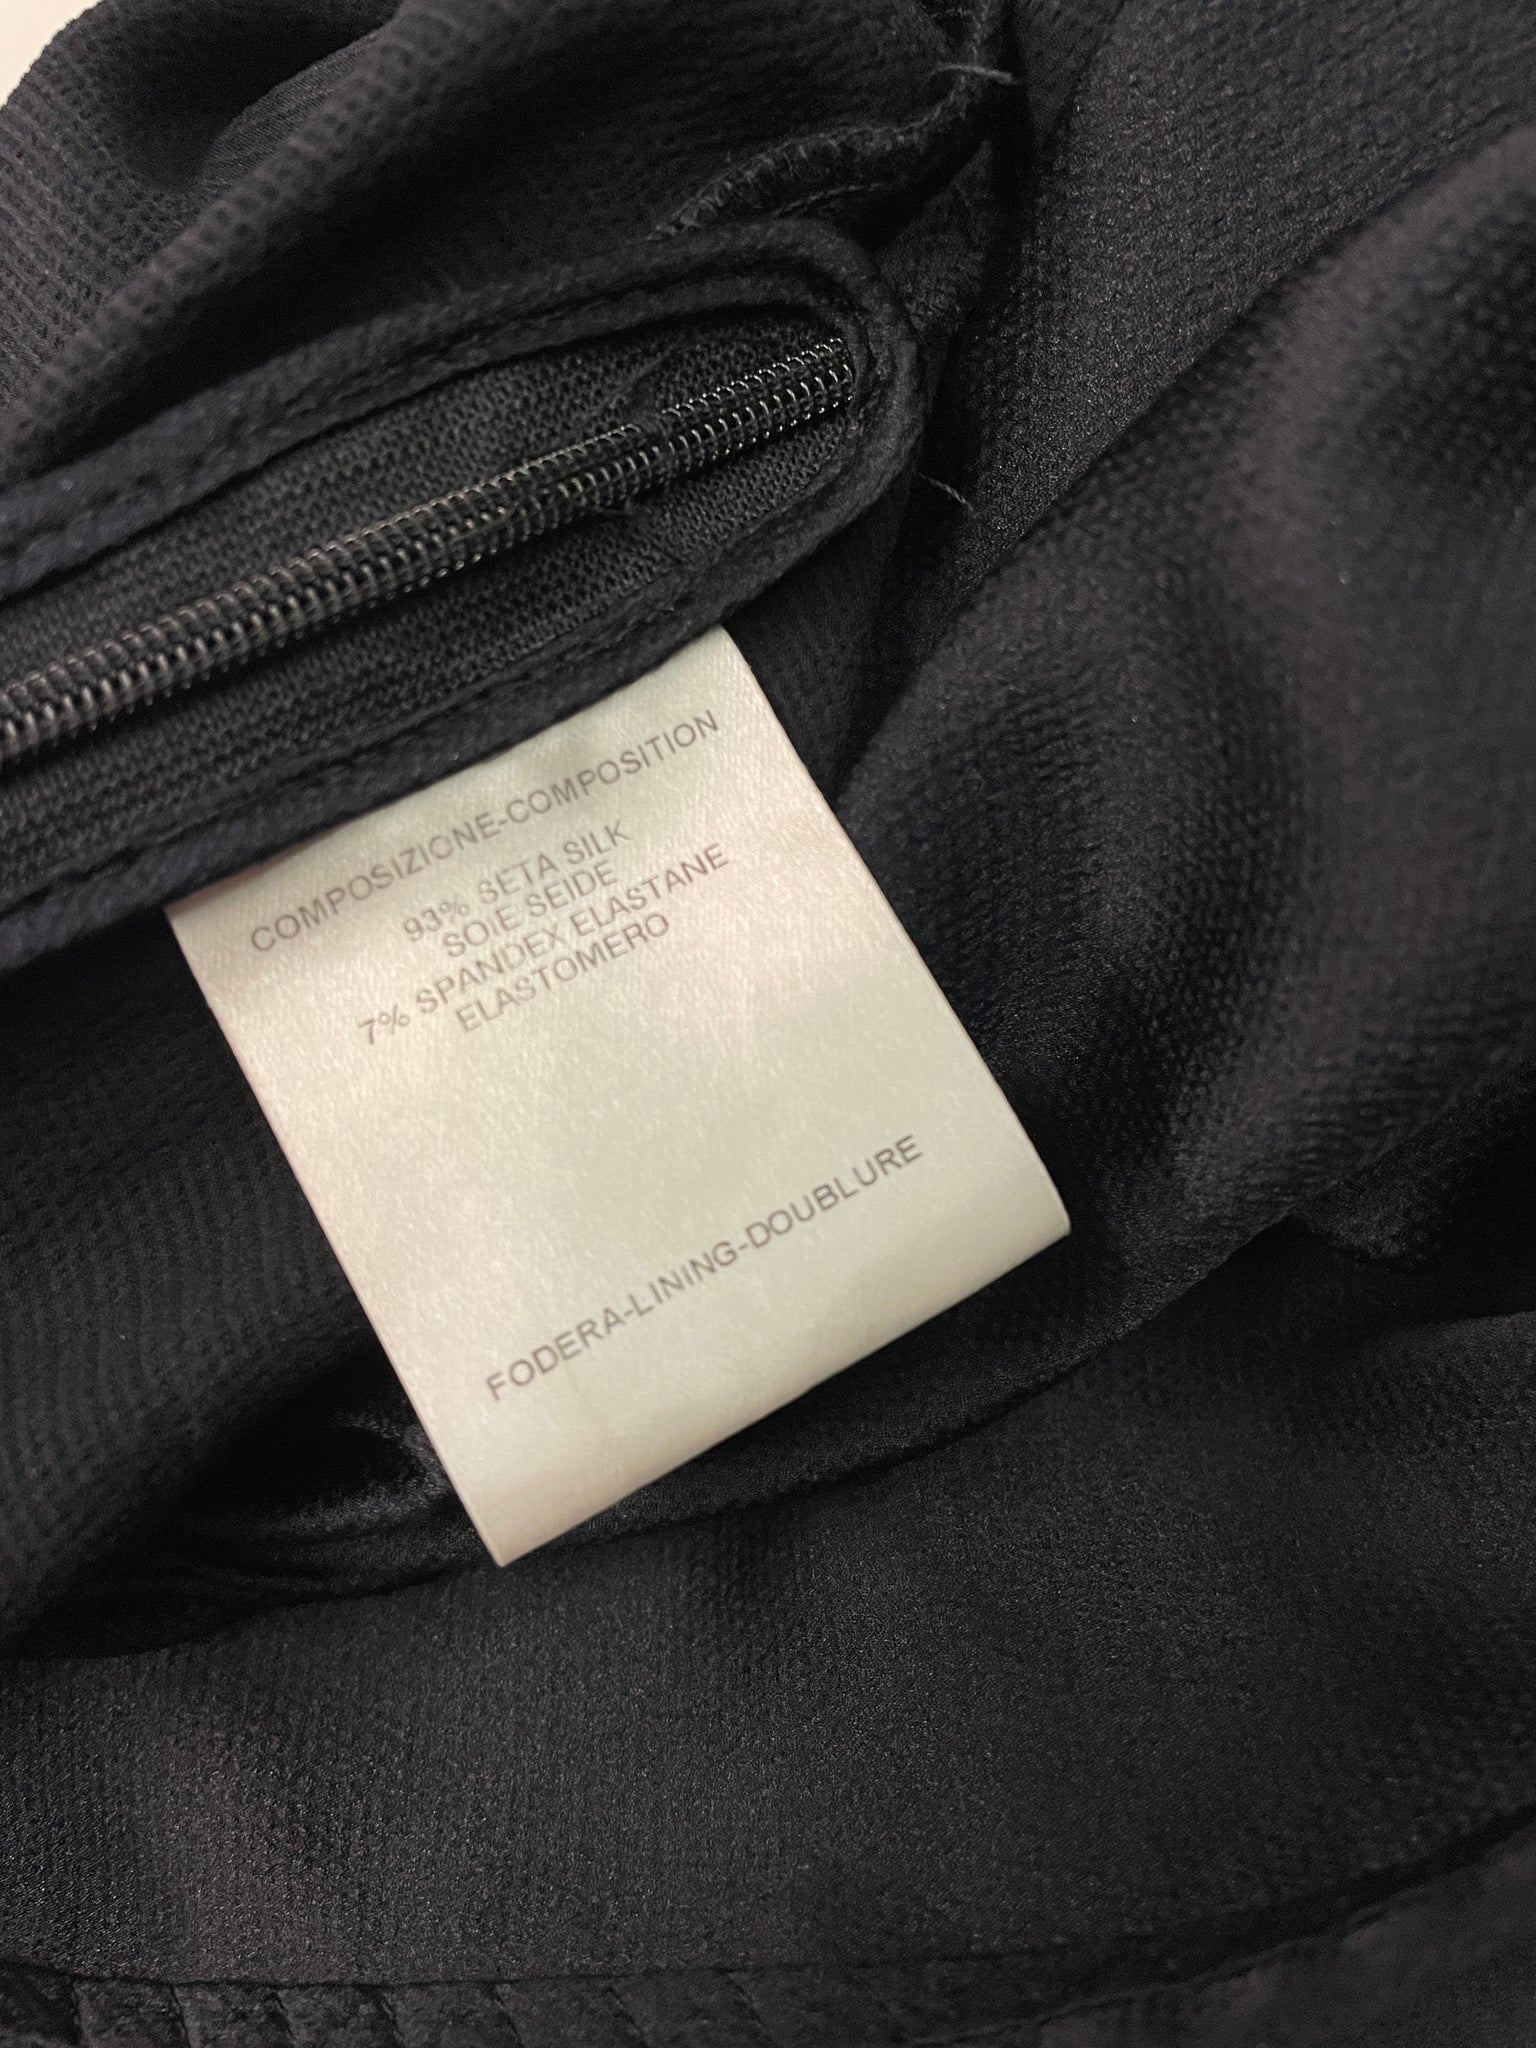 COMPOSIZIONE-COMPOSITION
93% SETA SILK
SOIE SEIDE
7% SPANDEX ELASTANE
ELASTOMERO
FODERA-LINING-DOUBLURE